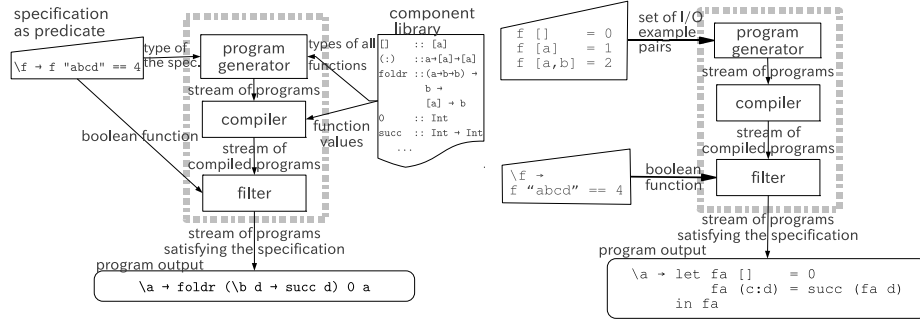 specification
as predicate
\f → f "abcd" == 4
type of
the spec.
program
generator
types of all
functions
component
library
[] :: [a]
(:) :: a→[a]→[a]
foldr :: (a→b→b) →
b →
[a] → b
0 :: Int
succ :: Int → Int
...
stream of programs
compiler
function
values
boolean function
stream of
compiled programs
filter
stream of programs
satisfying the specification
program output
\a → foldr (\b d → succ d) 0 a
f [] = 0
f [a] = 1
f [a,b] = 2
set of I/O
example
pairs
program
generator
stream of programs
compiler
stream of
compiled programs
\f →
f “abcd” == 4
boolean
function
filter
stream of programs
satisfying the specification
program output
\a → let fa [] = 0
fa (c:d) = succ (fa d)
in fa